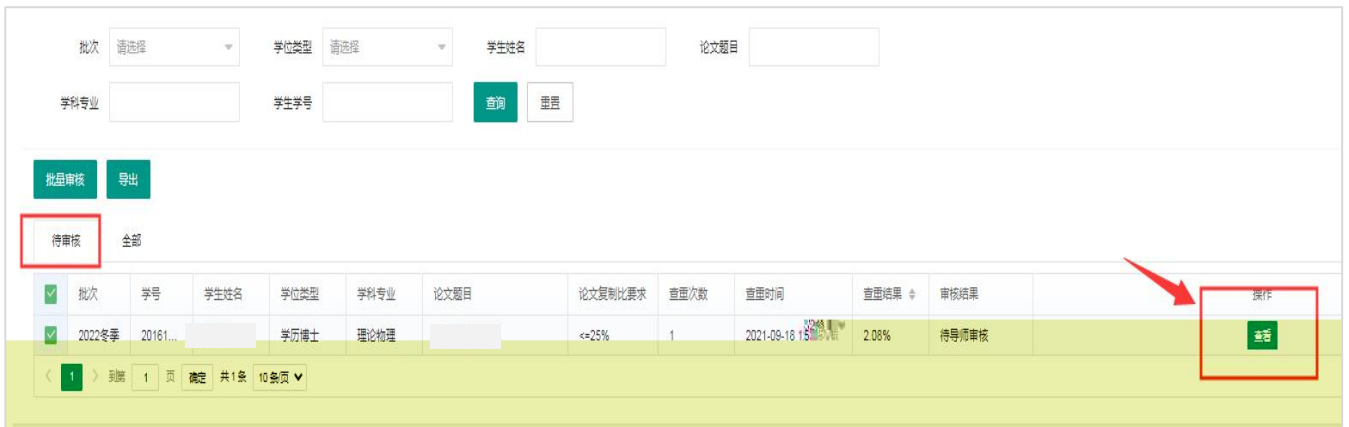 批次 请选择 学位类型 请选择 学生姓名 论文题目
学科专业 学生学号 查询 重置
批量审核 导出
待审核 全部
批次 学号 学生姓名 学位类型 学科专业 论文题目 论文复制比要求 查重次数 查重时间 查重结果 审核结果 操作
2022冬季 20161... 学历博士 理论物理 <=25% 1 2021-09-18 2.08% 待导师审核 查看
1 到第 1 页 确定 共1条 10条/页